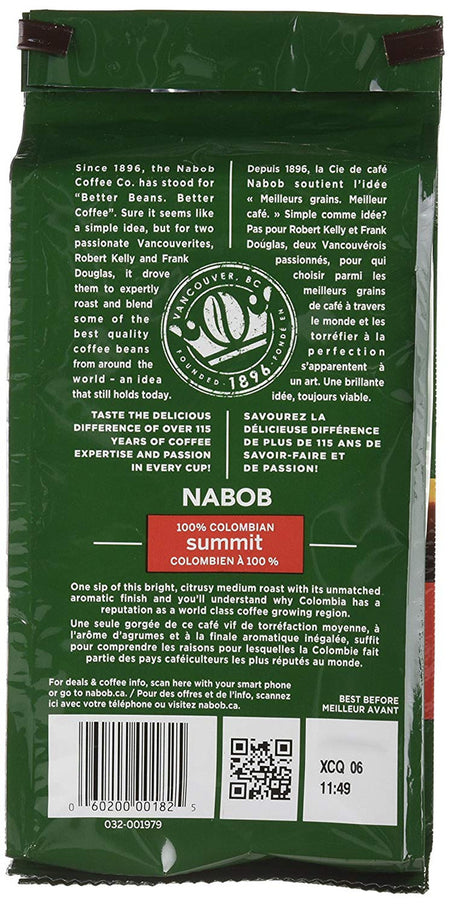 Since 1896, the Nabob
Coffee Co. has stood for
"Better Beans. Better
Coffee". Sure it seems like
a simple idea, but for two
passionate Vancouverites,
Robert Kelly and Frank
Douglas, it drove
them to expertly
roast and blend
some of the
best quality
coffee beans
from around the
world – an idea
that still holds today.
Depuis 1896, la Cie de café
Nabob soutient l'idée
« Meilleurs grains. Meilleur
café. » Simple comme idée?
Pas pour Robert Kelly et Frank
Douglas, deux Vancouvérois
passionnés, pour qui
choisir parmi les
meilleurs grains
de café à travers
le monde et les
torréfier à la
perfection
s'apparentent à
un art. Une brillante
idée, toujours viable.
VANCOUVER, BC
FOUNDED · 1896 · FONDÉ EN
TASTE THE DELICIOUS
DIFFERENCE OF OVER 115
YEARS OF COFFEE
EXPERTISE AND PASSION
IN EVERY CUP!
SAVOUREZ LA
DÉLICIEUSE DIFFÉRENCE
DE PLUS DE 115 ANS DE
SAVOIR-FAIRE ET
DE PASSION!
NABOB
100% COLOMBIAN
summit
COLOMBIEN À 100 %
One sip of this bright, citrusy medium roast with its unmatched
aromatic finish and you'll understand why Colombia has a
reputation as a world class coffee growing region.
Une seule gorgée de ce café vif de torréfaction moyenne, à
l'arôme d'agrumes et à la finale aromatique inégalée, suffit
pour comprendre les raisons pour lesquelles la Colombie fait
partie des pays caféiculteurs les plus réputés au monde.
For deals & coffee info, scan here with your smart phone
or go to nabob.ca. / Pour des offres et de l'info, scannez
ici avec votre téléphone ou visitez nabob.ca.
BEST BEFORE
MEILLEUR AVANT
XCQ 06
11:49
0 60200 00182 5
032-001979